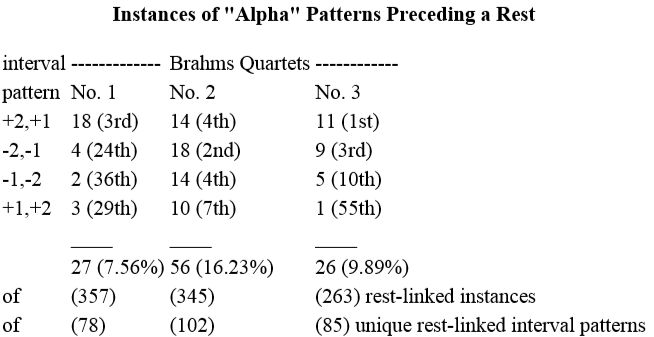 Instances of "Alpha" Patterns Preceding a Rest
interval ------------- Brahms Quartets ------------
pattern No. 1 No. 2 No. 3
+2,+1 18 (3rd) 14 (4th) 11 (1st)
-2,-1 4 (24th) 18 (2nd) 9 (3rd)
-1,-2 2 (36th) 14 (4th) 5 (10th)
+1,+2 3 (29th) 10 (7th) 1 (55th)
____ ____ ____
27 (7.56%) 56 (16.23%) 26 (9.89%)
of (357) (345) (263) rest-linked instances
of (78) (102) (85) unique rest-linked interval patterns